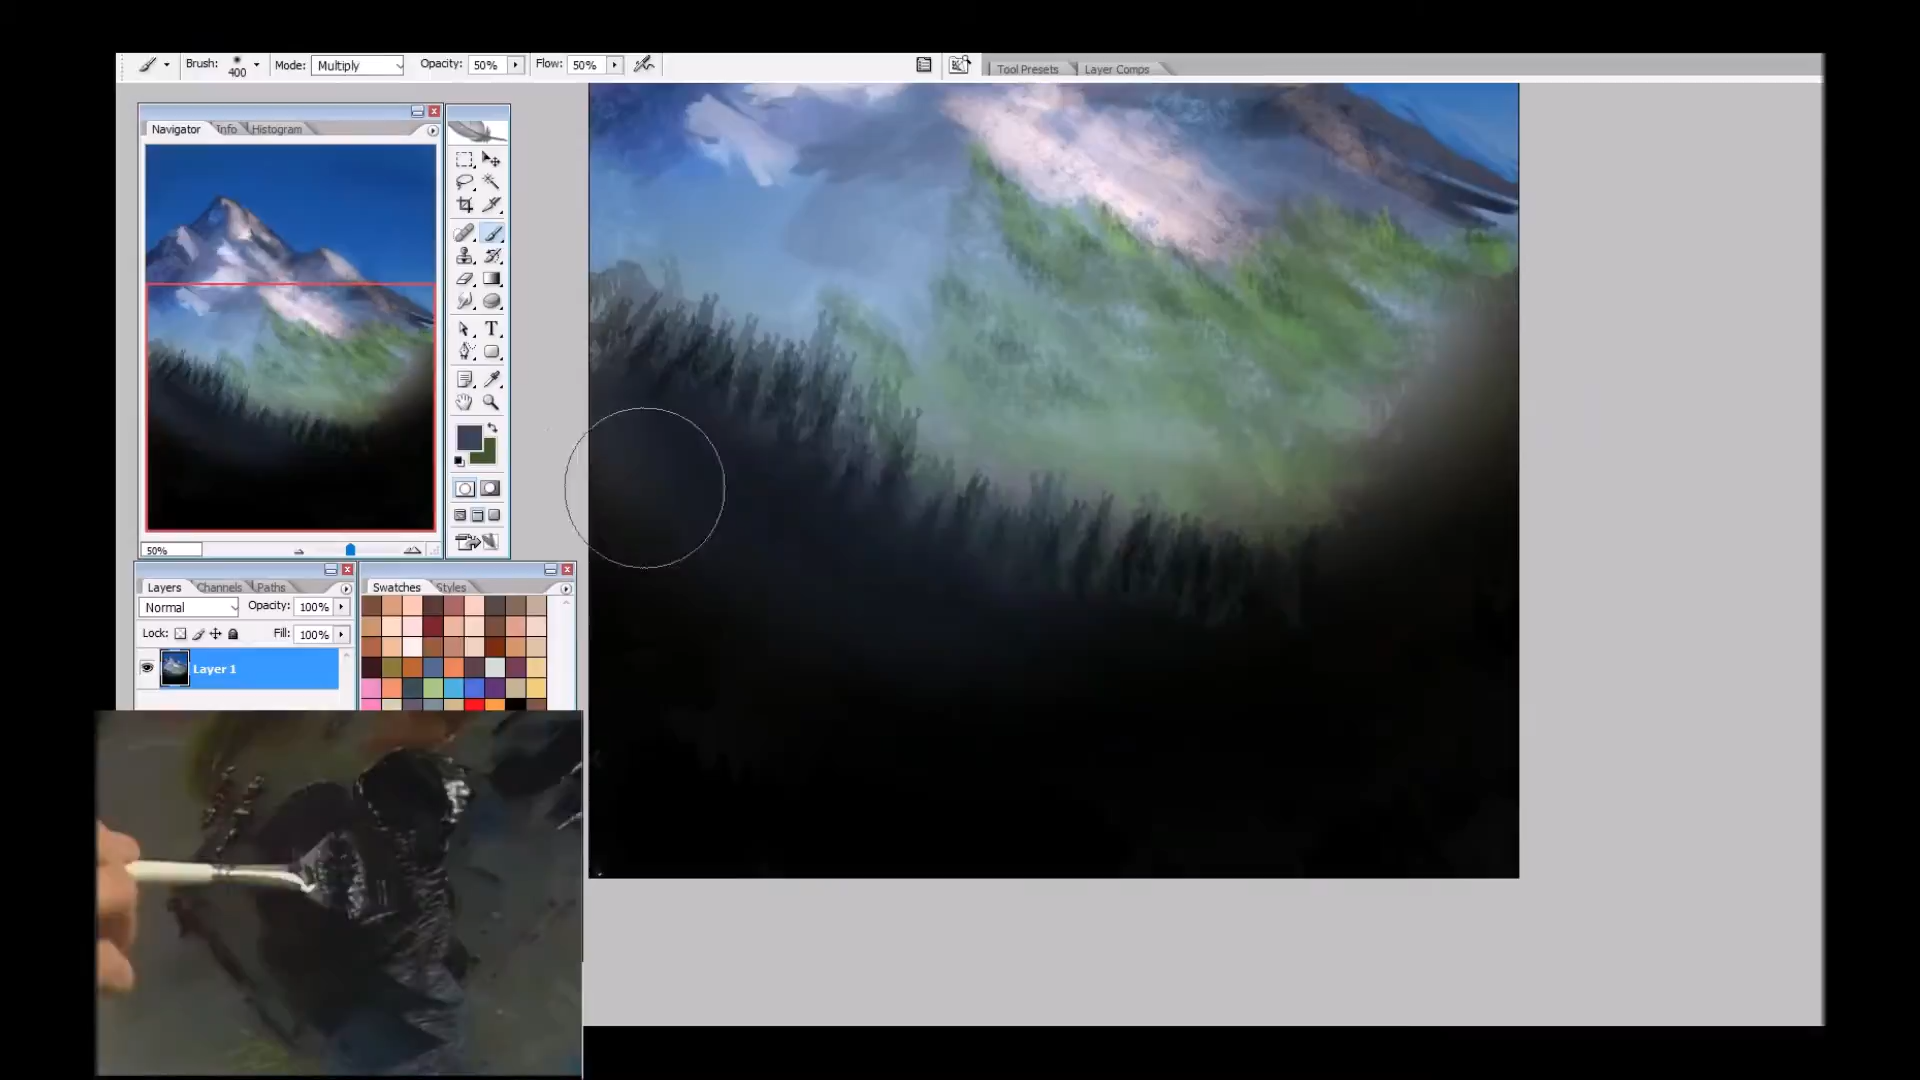 Brush: 400 Mode: Multiply Opacity: 50% Flow: 50% Tool Presets Layer Comps
Navigator Info Histogram
T
50%
Layers Channels Paths
Normal Opacity: 100%
Lock: Fill: 100%
Layer 1
Swatches Styles